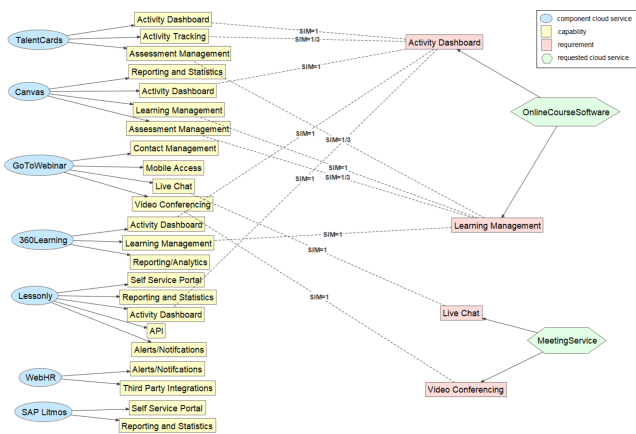 TalentCards
Activity Dashboard
Activity Tracking
Assessment Management
Canvas
Reporting and Statistics
Activity Dashboard
Learning Management
Assessment Management
GoToWebinar
Contact Management
Mobile Access
Live Chat
Video Conferencing
360Learning
Activity Dashboard
Learning Management
Reporting/Analytics
Lessonly
Self Service Portal
Reporting and Statistics
Activity Dashboard
API
Alerts/Notifcations
WebHR
Alerts/Notifcations
Third Party Integrations
SAP Litmos
Self Service Portal
Reporting and Statistics
SIM=1
SIM=1/3
SIM=1
SIM=1
SIM=1/3
SIM=1
SIM=1
SIM=1/3
SIM=1
SIM=1
SIM=1
Activity Dashboard
Learning Management
Live Chat
Video Conferencing
OnlineCourseSoftware
MeetingService
component cloud service
capability
requirement
requested cloud service